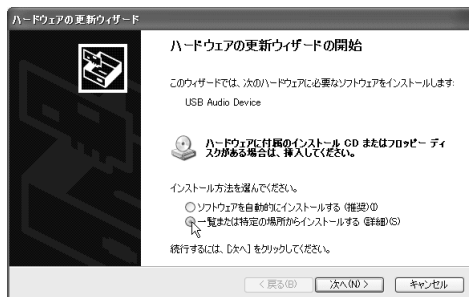 ハードウェアの更新ウィザード
ハードウェアの更新ウィザードの開始
このウィザードでは、次のハードウェアに必要なソフトウェアをインストールします:
USB Audio Device
ハードウェアに付属のインストール CD またはフロッピー ディ
スクがある場合は、挿入してください。
インストール方法を選んでください。
ソフトウェアを自動的にインストールする (推奨)(I)
一覧または特定の場所からインストールする (詳細)(S)
続行するには、[次へ] をクリックしてください。
< 戻る(B) 次へ(N) > キャンセル